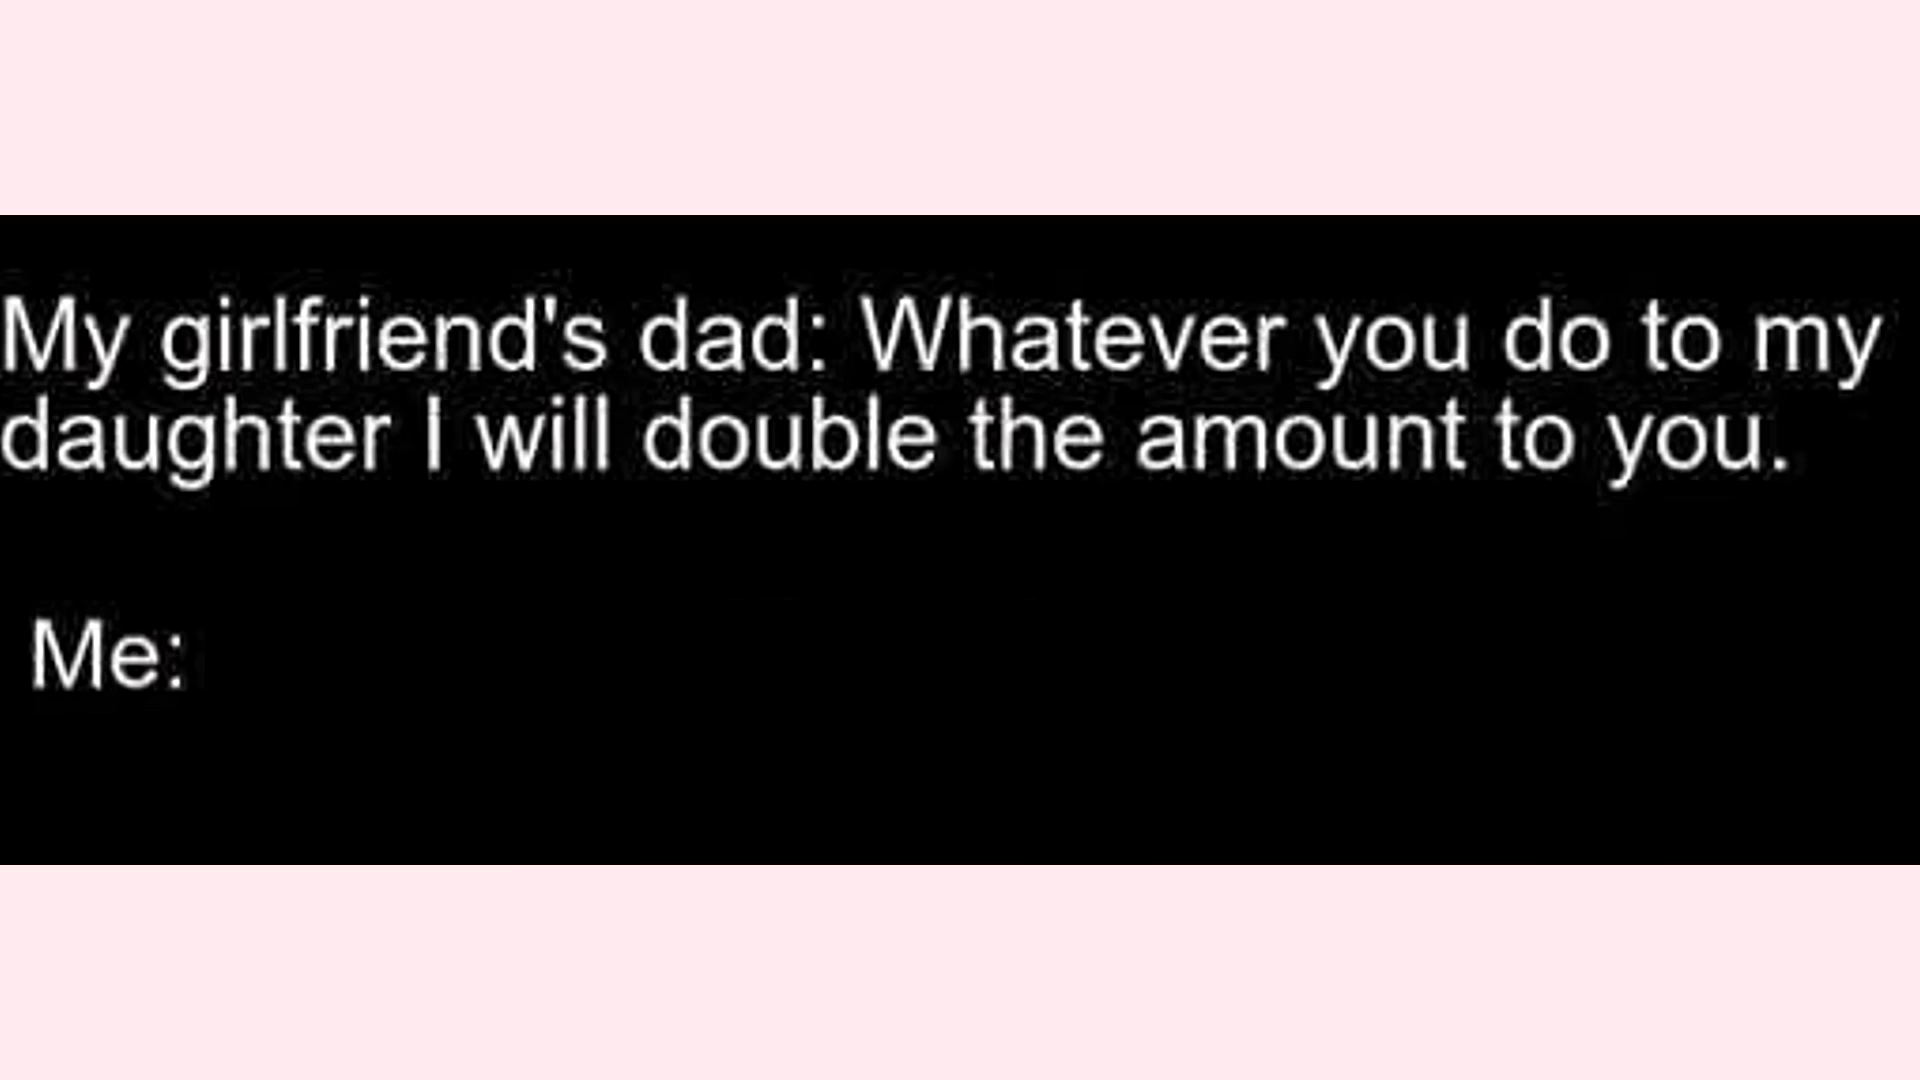 My girlfriend's dad: Whatever you do to my
daughter I will double the amount to you.
Me: